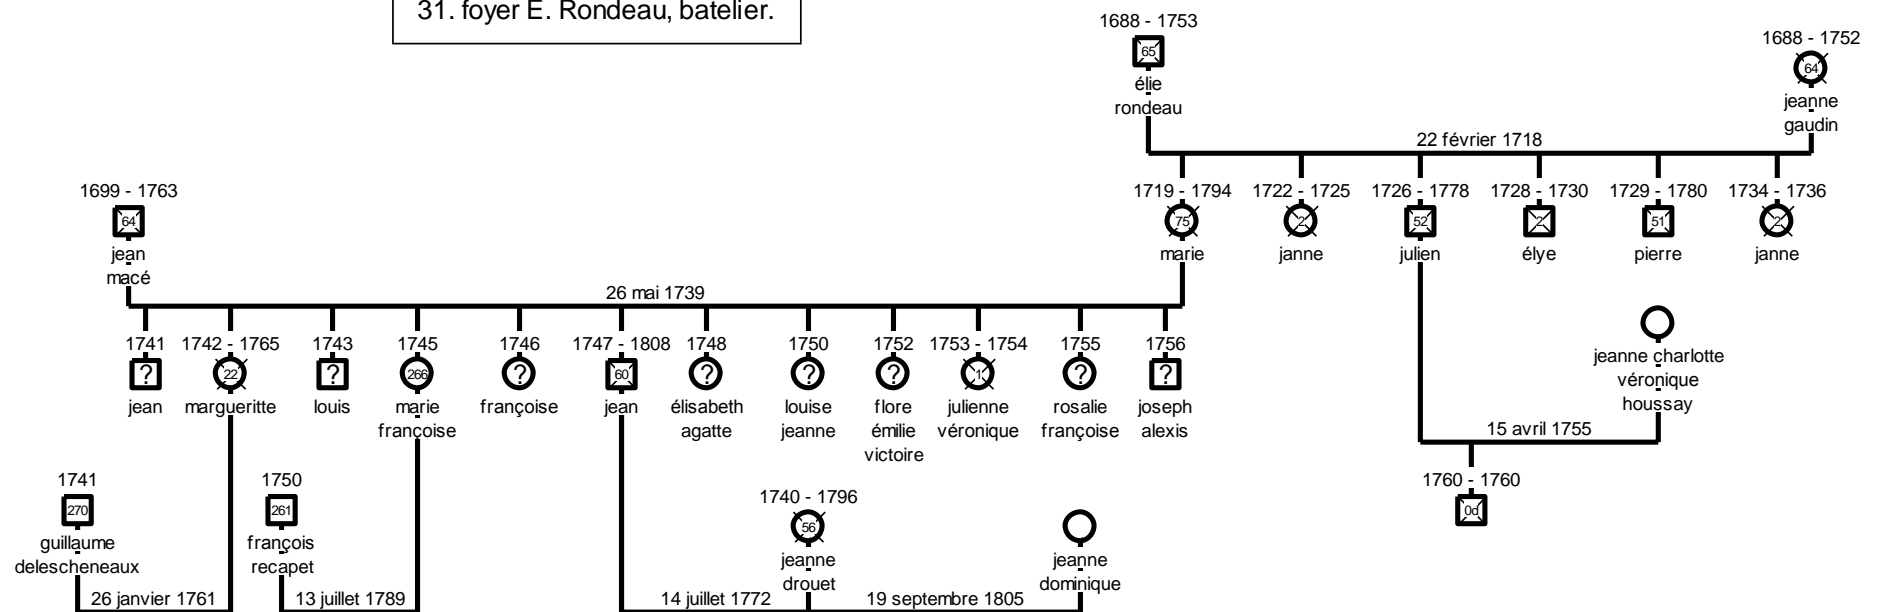 31. foyer E. Rondeau, batelier.
1688 - 1753
65
élie
rondeau
1688 - 1752
64
jeanne
gaudin
22 février 1718
1699 - 1763
64
jean
macé
1719 - 1794
75
marie
1722 - 1725
2
janne
1726 - 1778
52
julien
1728 - 1730
2
élye
1729 - 1780
51
pierre
1734 - 1736
2
janne
26 mai 1739
1741
?
jean
1742 - 1765
22
margueritte
1743
?
louis
1745
266
marie
françoise
1746
?
françoise
1747 - 1808
60
jean
1748
?
élisabeth
agatte
1750
?
louise
jeanne
1752
?
flore
émilie
victoire
1753 - 1754
1
julienne
véronique
1755
?
rosalie
françoise
1756
?
joseph
alexis
jeanne charlotte
véronique
houssay
15 avril 1755
1760 - 1760
0d
1741
270
guillaume
delescheneaux
26 janvier 1761
1750
261
françois
recapet
13 juillet 1789
1740 - 1796
56
jeanne
drouet
14 juillet 1772
jeanne
dominique
19 septembre 1805